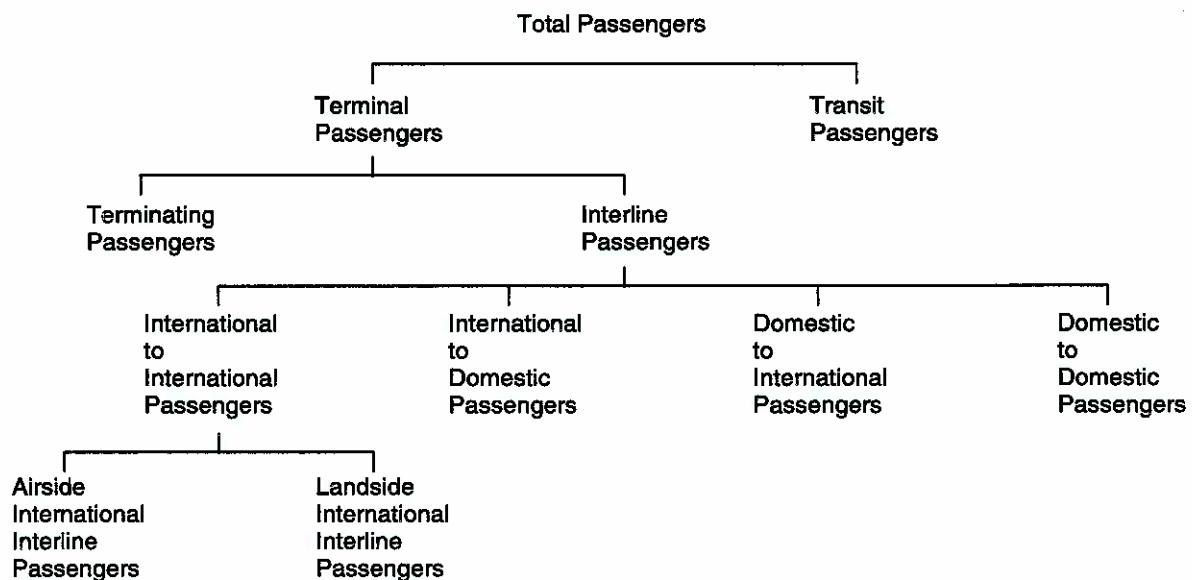 Total Passengers
Terminal
Passengers
Transit
Passengers
Terminating
Passengers
Interline
Passengers
International
to
International
Passengers
International
to
Domestic
Passengers
Domestic
to
International
Passengers
Domestic
to
Domestic
Passengers
Airside
International
Interline
Passengers
Landside
International
Interline
Passengers